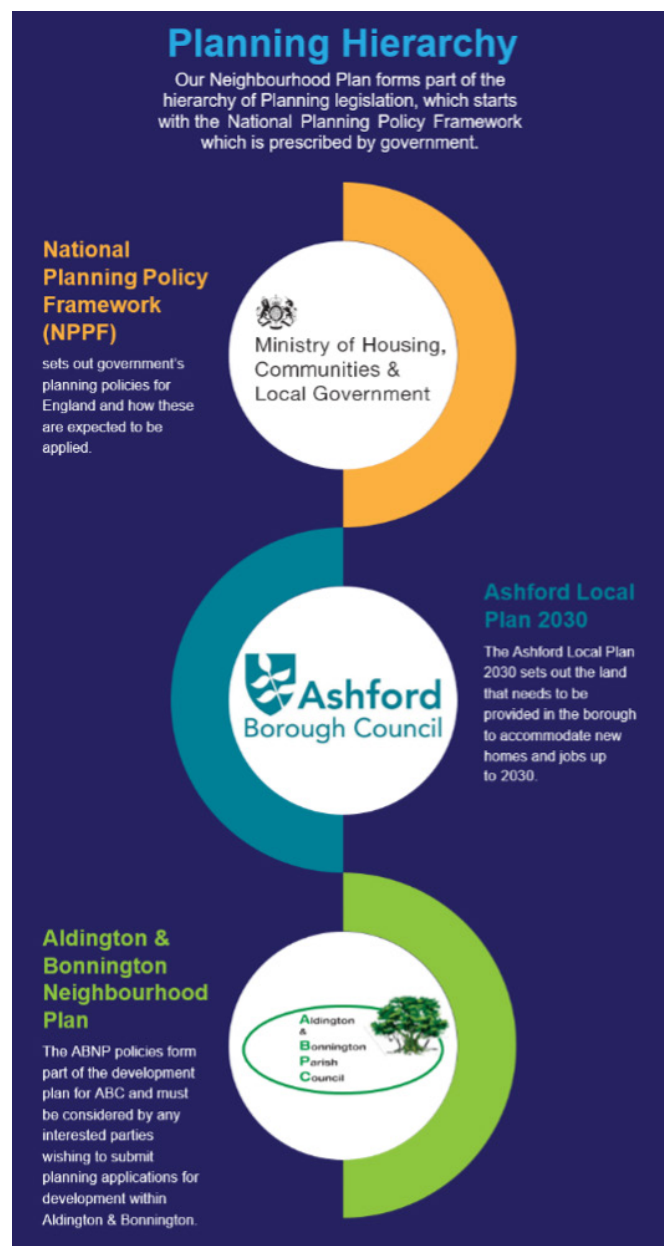 Planning Hierarchy
Our Neighbourhood Plan forms part of the
hierarchy of Planning legislation, which starts
with the National Planning Policy Framework
which is prescribed by government.
National
Planning Policy
Framework
(NPPF)
sets out government's
planning policies for
England and how these
are expected to be
applied.
Ministry of Housing,
Communities &
Local Government
Ashford
Borough Council
Ashford Local
Plan 2030
The Ashford Local Plan
2030 sets out the land
that needs to be
provided in the borough
to accommodate new
homes and jobs up
to 2030.
Aldington &
Bonnington
Neighbourhood
Plan
The ABNP policies form
part of the development
plan for ABC and must
be considered by any
interested parties
wishing to submit
planning applications for
development within
Aldington & Bonnington.
Aldington
&
Bonnington
Parish
Council